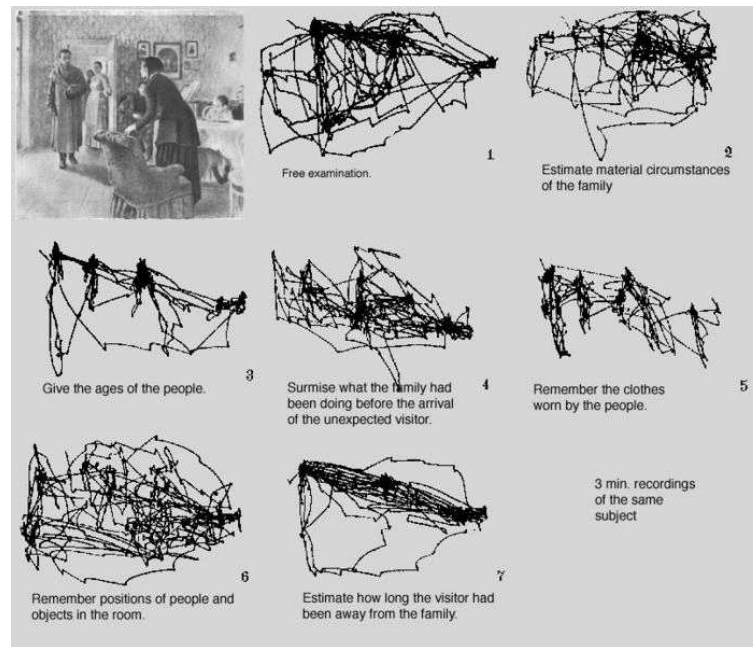 1
Free examination.
2
Estimate material circumstances
of the family
3
Give the ages of the people.
4
Surmise what the family had
been doing before the arrival
of the unexpected visitor.
5
Remember the clothes
worn by the people.
6
Remember positions of people and
objects in the room.
7
Estimate how long the visitor had
been away from the family.
3 min. recordings
of the same
subject